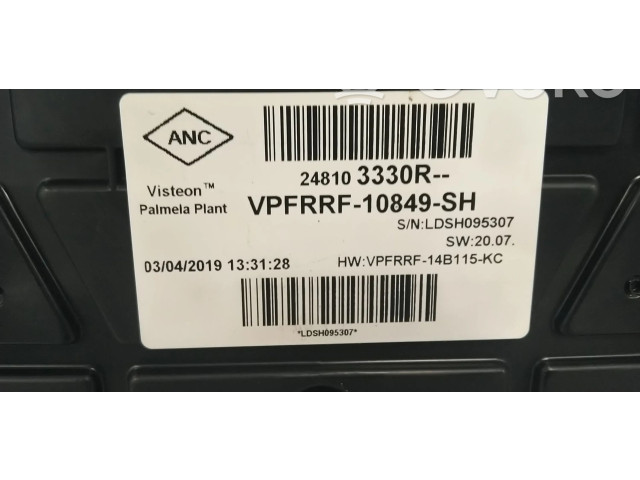 ANC
24810 3330R--
Visteon™
Palmela Plant
VPFRRF-10849-SH
S/N:LDSH095307
SW:20.07.
03/04/2019 13:31:28
HW:VPFRRF-14B115-KC
*LDSH095307*